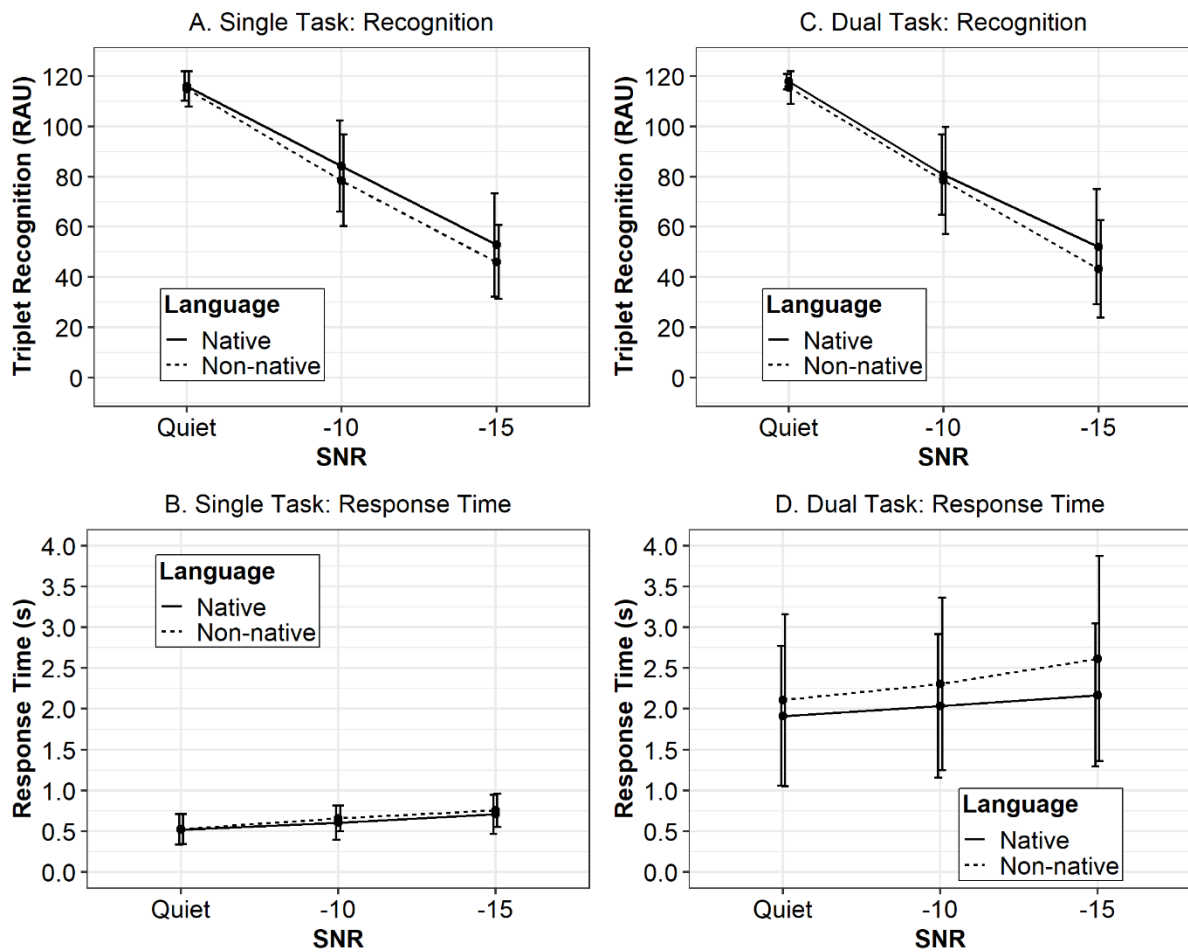 A. Single Task: Recognition
Triplet Recognition (RAU)
120
100
80
60
40
20
0
Language
Native
Non-native
Quiet -10 -15
SNR
C. Dual Task: Recognition
Triplet Recognition (RAU)
120
100
80
60
40
20
0
Language
Native
Non-native
Quiet -10 -15
SNR
B. Single Task: Response Time
Response Time (s)
4.0
3.5
3.0
2.5
2.0
1.5
1.0
0.5
0.0
Language
Native
Non-native
Quiet -10 -15
SNR
D. Dual Task: Response Time
Response Time (s)
4.0
3.5
3.0
2.5
2.0
1.5
1.0
0.5
0.0
Language
Native
Non-native
Quiet -10 -15
SNR